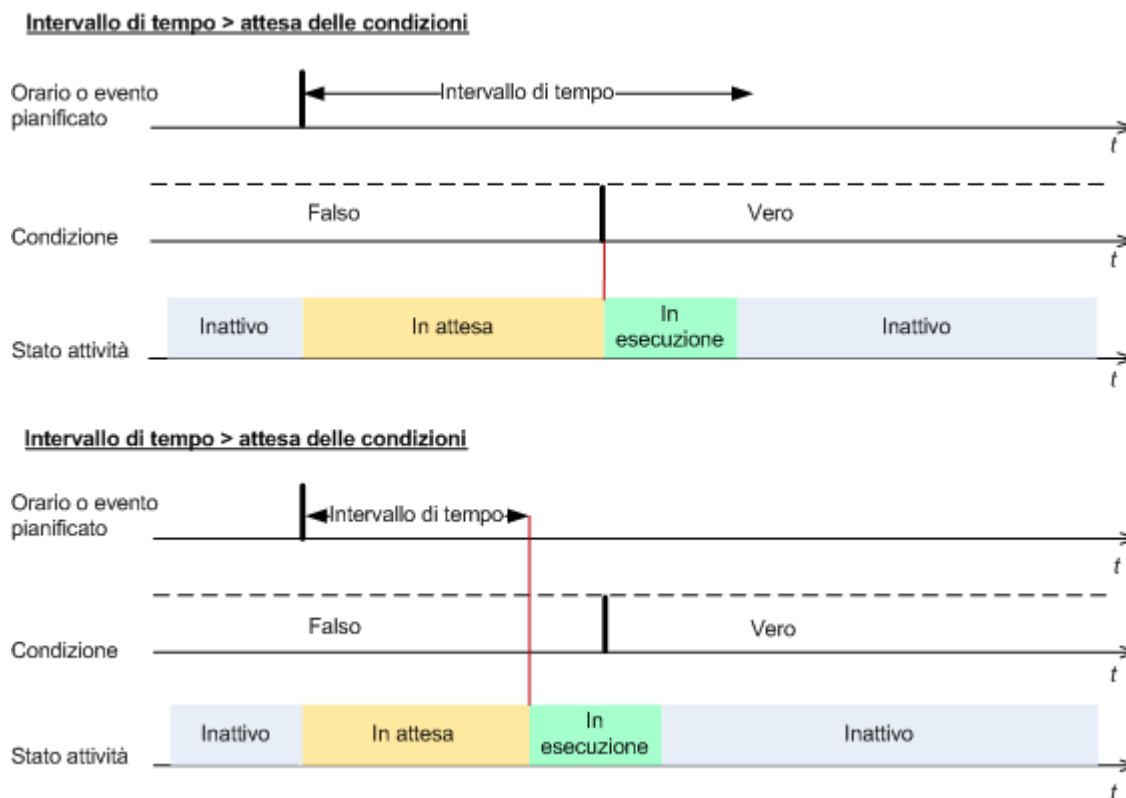 Intervallo di tempo > attesa delle condizioni
Orario o evento
pianificato
Intervallo di tempo
t
Falso
Vero
Condizione
t
Inattivo
In attesa
In
esecuzione
Inattivo
Stato attività
t
Intervallo di tempo > attesa delle condizioni
Orario o evento
pianificato
Intervallo di tempo
t
Falso
Vero
Condizione
t
Inattivo
In attesa
In
esecuzione
Inattivo
Stato attività
t